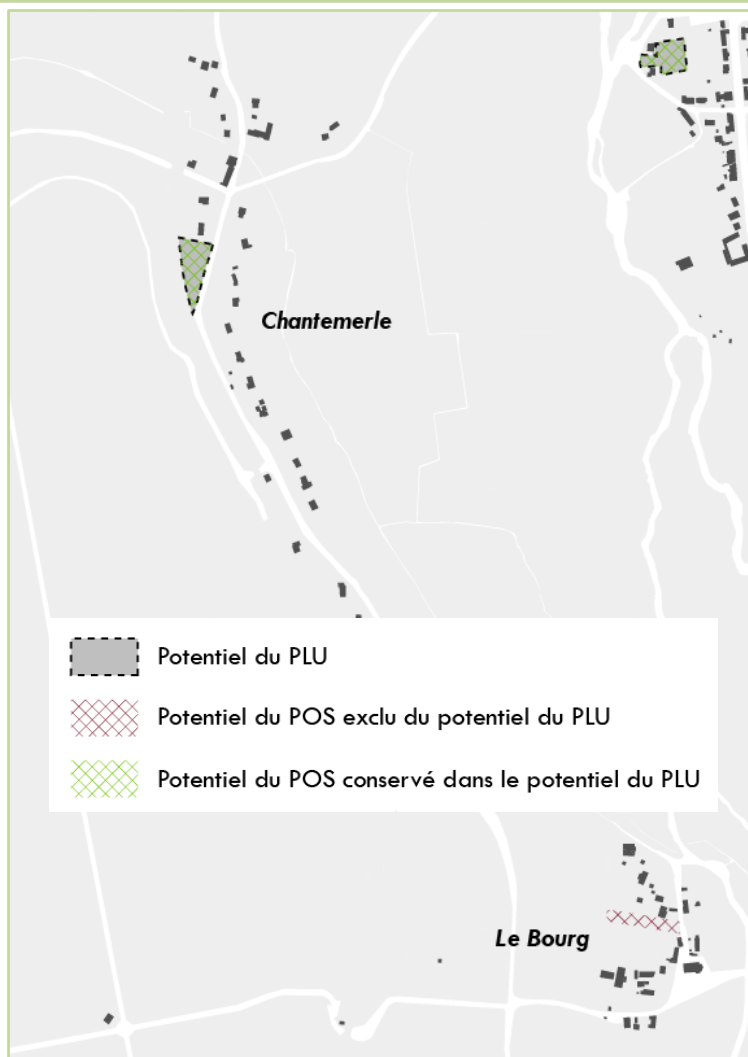 Chantemerle
Potentiel du PLU
Potentiel du POS exclu du potentiel du PLU
Potentiel du POS conservé dans le potentiel du PLU
Le Bourg